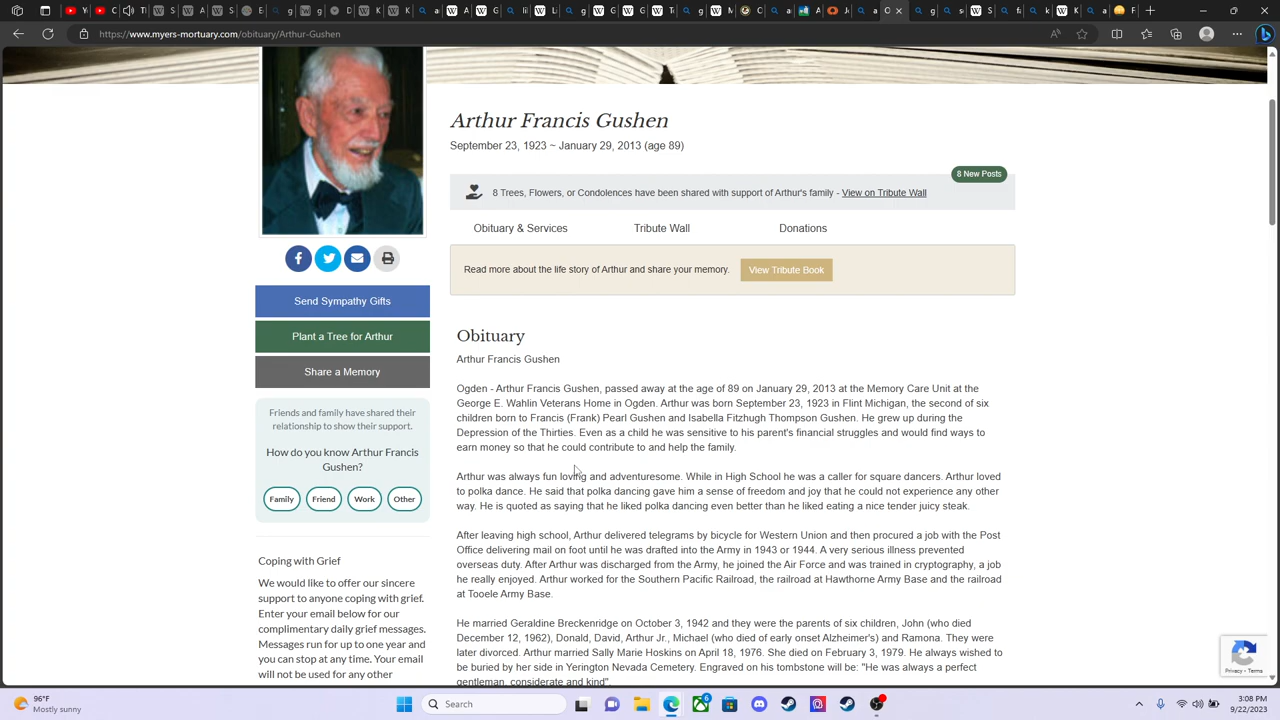 https://www.myers-mortuary.com/obituary/Arthur-Gushen
Arthur Francis Gushen
September 23, 1923 ~ January 29, 2013 (age 89)
8 New Posts
8 Trees, Flowers, or Condolences have been shared with support of Arthur's family - View on Tribute Wall
Obituary & Services
Tribute Wall
Donations
Read more about the life story of Arthur and share your memory.
View Tribute Book
Send Sympathy Gifts
Plant a Tree for Arthur
Share a Memory
Friends and family have shared their
relationship to show their support.
How do you know Arthur Francis
Gushen?
Family
Friend
Work
Other
Coping with Grief
We would like to offer our sincere
support to anyone coping with grief.
Enter your email below for our
complimentary daily grief messages.
Messages run for up to one year and
you can stop at any time. Your email
will not be used for any other
Obituary
Arthur Francis Gushen
Ogden - Arthur Francis Gushen, passed away at the age of 89 on January 29, 2013 at the Memory Care Unit at the
George E. Wahlin Veterans Home in Ogden. Arthur was born September 23, 1923 in Flint Michigan, the second of six
children born to Francis (Frank) Pearl Gushen and Isabella Fitzhugh Thompson Gushen. He grew up during the
Depression of the Thirties. Even as a child he was sensitive to his parent's financial struggles and would find ways to
earn money so that he could contribute to and help the family.
Arthur was always fun loving and adventuresome. While in High School he was a caller for square dancers. Arthur loved
to polka dance. He said that polka dancing gave him a sense of freedom and joy that he could not experience any other
way. He is quoted as saying that he liked polka dancing even better than he liked eating a nice tender juicy steak.
After leaving high school, Arthur delivered telegrams by bicycle for Western Union and then procured a job with the Post
Office delivering mail on foot until he was drafted into the Army in 1943 or 1944. A very serious illness prevented
overseas duty. After Arthur was discharged from the Army, he joined the Air Force and was trained in cryptography, a job
he really enjoyed. Arthur worked for the Southern Pacific Railroad, the railroad at Hawthorne Army Base and the railroad
at Tooele Army Base.
He married Geraldine Breckenridge on October 3, 1942 and they were the parents of six children, John (who died
December 12, 1962), Donald, David, Arthur Jr., Michael (who died of early onset Alzheimer's) and Ramona. They were
later divorced. Arthur married Sally Marie Hoskins on April 18, 1976. She died on February 3, 1979. He always wished to
be buried by her side in Yerington Nevada Cemetery. Engraved on his tombstone will be: "He was always a perfect
gentleman, considerate and kind".
Privacy - Terms
96°F
Mostly sunny
Search
6
3:08 PM
9/22/2023